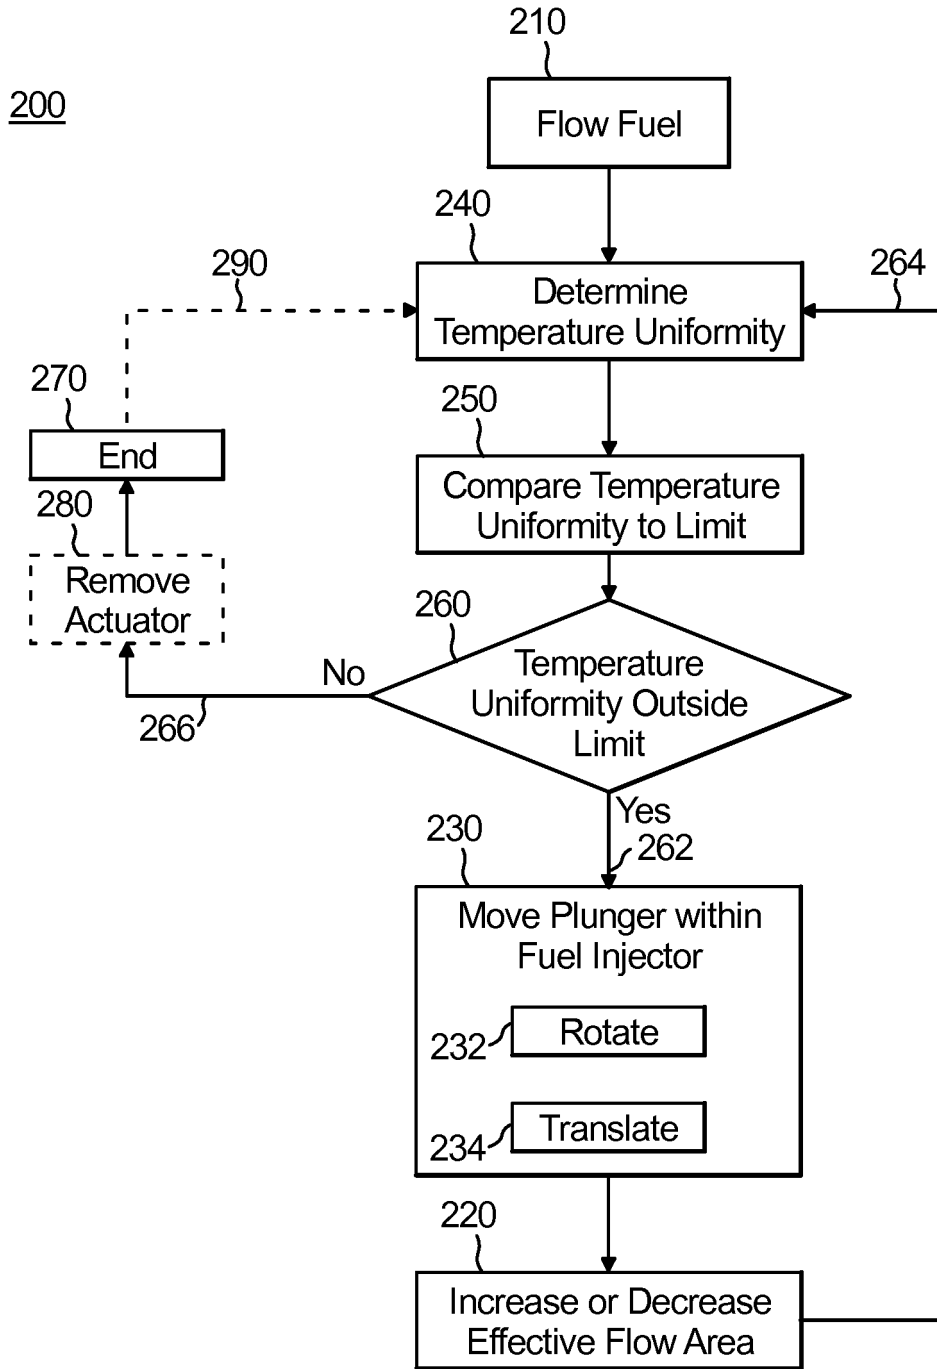 210
200
Flow Fuel
240
290
264
Determine
Temperature Uniformity
270
250
End
Compare Temperature
Uniformity to Limit
280
Remove
Actuator
260
No
Temperature
Uniformity Outside
Limit
266
Yes
230
262
Move Plunger within
Fuel Injector
232
Rotate
234
Translate
220
Increase or Decrease
Effective Flow Area